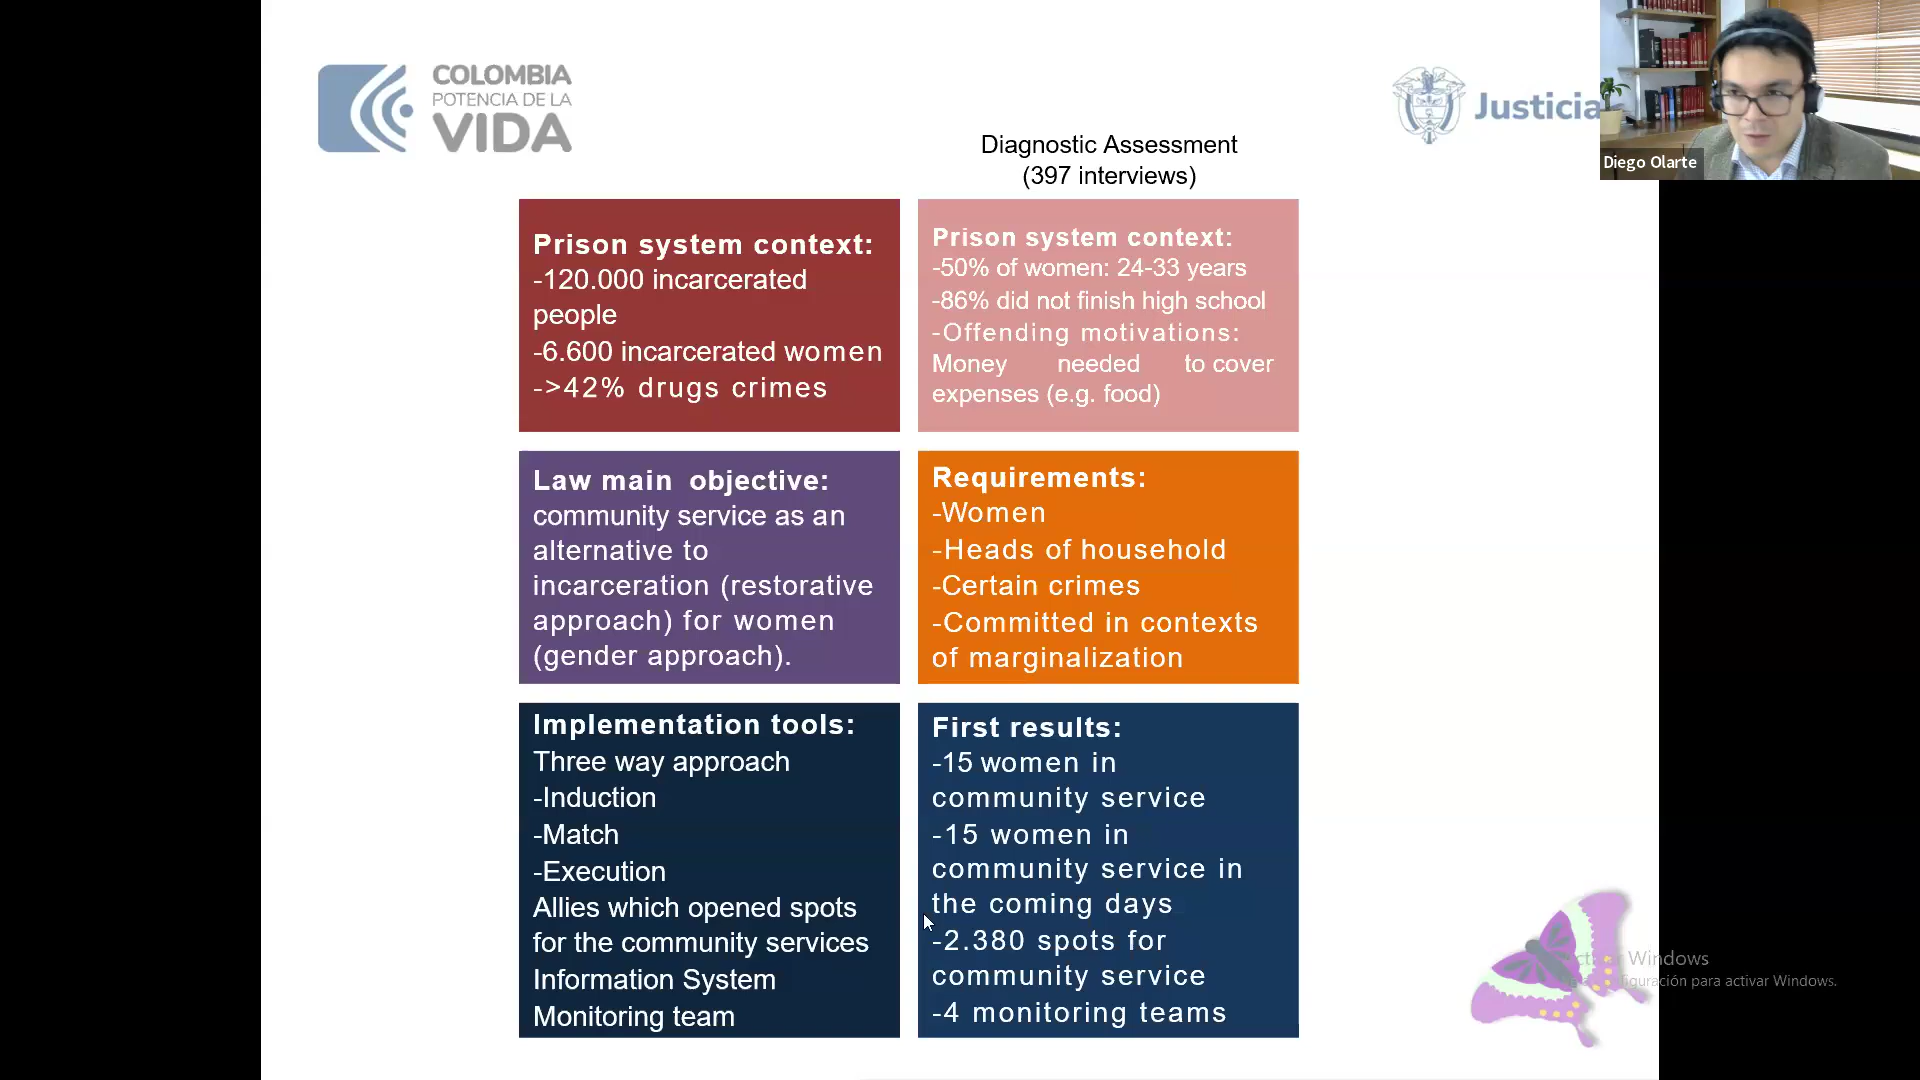 COLOMBIA
POTENCIA DE LA
VIDA
Justicia
Diego Olarte
Diagnostic Assessment
(397 interviews)
Prison system context:
-120.000 incarcerated
people
-6.600 incarcerated women
->42% drugs crimes
Prison system context:
-50% of women: 24-33 years
-86% did not finish high school
-Offending motivations:
Money needed to cover
expenses (e.g. food)
Law main objective:
community service as an
alternative to
incarceration (restorative
approach) for women
(gender approach).
Requirements:
-Women
-Heads of household
-Certain crimes
-Committed in contexts
of marginalization
Implementation tools:
Three way approach
-Induction
-Match
-Execution
Allies which opened spots
for the community services
Information System
Monitoring team
First results:
-15 women in
community service
-15 women in
community service in
the coming days
-2.380 spots for
community service
-4 monitoring teams
Windows
para activar Windows.